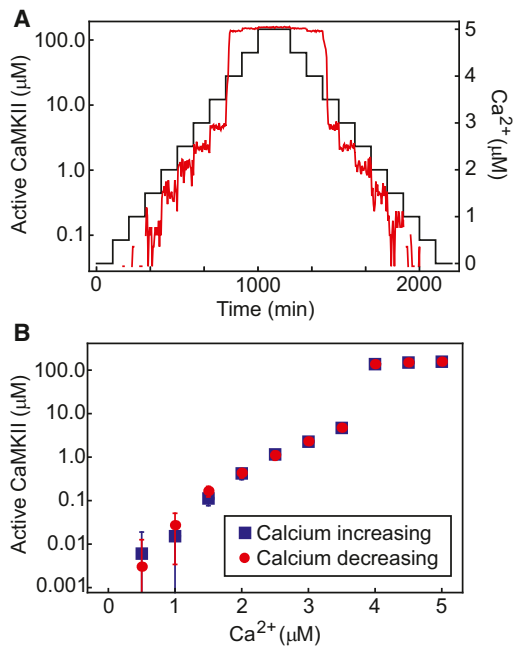 A
Active CaMKII (µM)
100.0
100.0
1.0
0.1
5
4
3
2
1
0
Ca2+ (µM)
0
1000
2000
Time (min)
B
Active CaMKII (µM)
100.0
100.0
1.0
0.1
0.01
0.001
Calcium increasing
Calcium decreasing
0
1
2
3
4
5
Ca2+(µM)